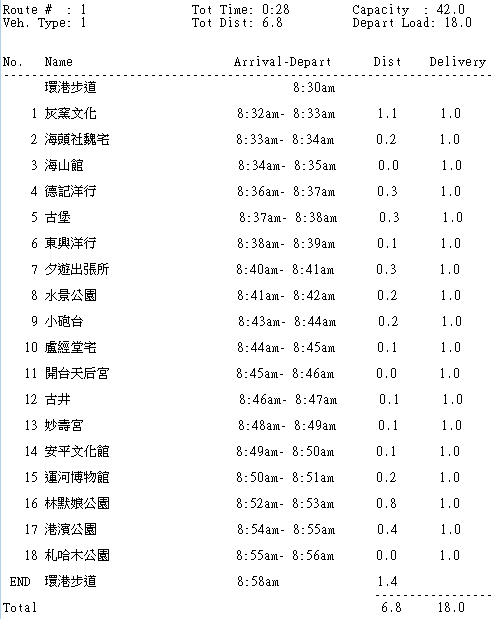 Route # : 1 Tot Time: 0:28 Capacity : 42.0
Veh. Type: 1 Tot Dist: 6.8 Depart Load: 18.0
No. Name Arrival-Depart Dist Delivery
環港步道 8:30am
1 灰窯文化 8:32am- 8:33am 1.1 1.0
2 海頭社魏宅 8:33am- 8:34am 0.2 1.0
3 海山館 8:34am- 8:35am 0.0 1.0
4 德記洋行 8:36am- 8:37am 0.3 1.0
5 古堡 8:37am- 8:38am 0.3 1.0
6 東興洋行 8:38am- 8:39am 0.1 1.0
7 夕遊出張所 8:40am- 8:41am 0.3 1.0
8 水景公園 8:41am- 8:42am 0.2 1.0
9 小砲台 8:43am- 8:44am 0.2 1.0
10 盧經堂宅 8:44am- 8:45am 0.1 1.0
11 開台天后宮 8:45am- 8:46am 0.0 1.0
12 古井 8:46am- 8:47am 0.1 1.0
13 妙壽宮 8:48am- 8:49am 0.1 1.0
14 安平文化館 8:49am- 8:50am 0.1 1.0
15 運河博物館 8:50am- 8:51am 0.2 1.0
16 林默娘公園 8:52am- 8:53am 0.8 1.0
17 港濱公園 8:54am- 8:55am 0.4 1.0
18 札哈木公園 8:55am- 8:56am 0.0 1.0
END 環港步道 8:58am 1.4
Total 6.8 18.0